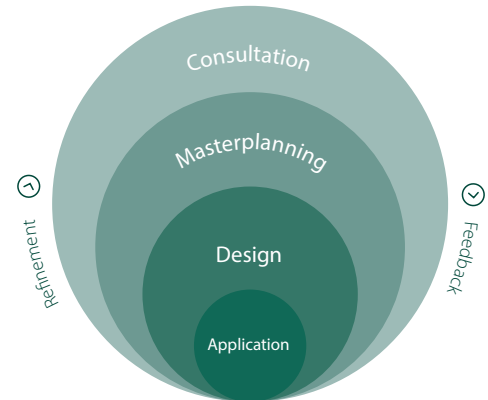 Consultation
Masterplanning
Design
Application
Refinement
Feedback